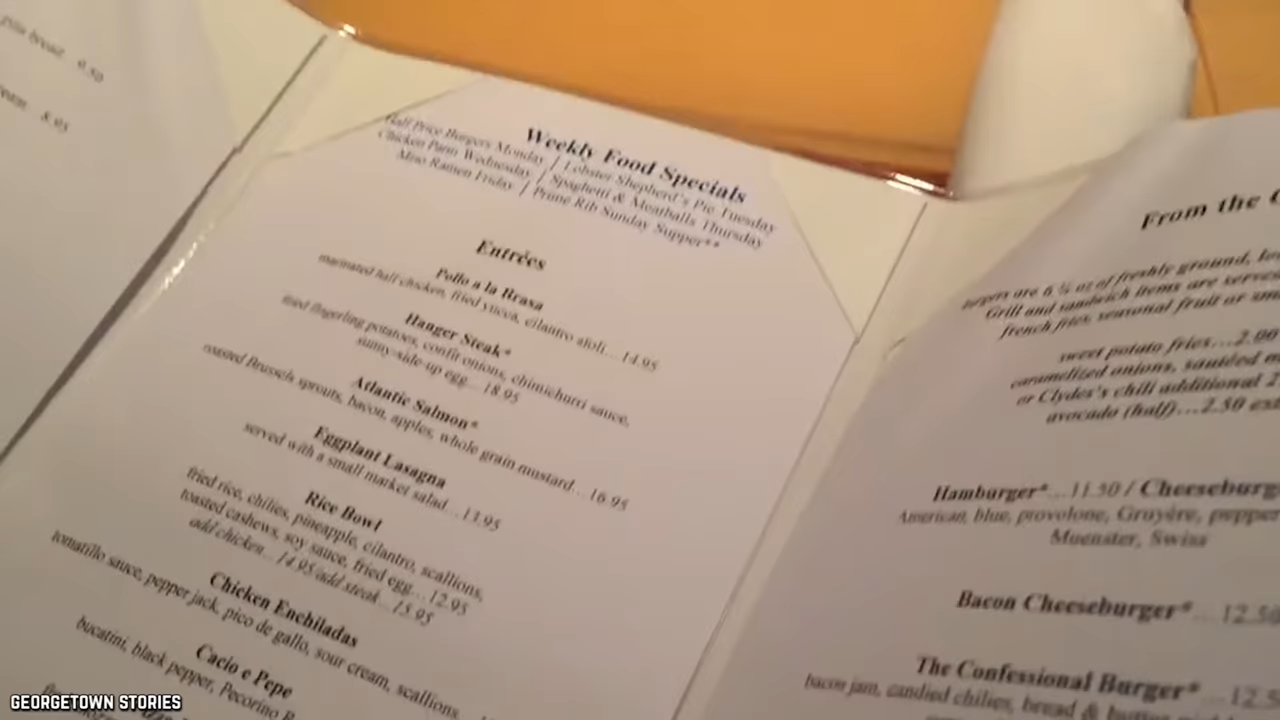 pita bread 6.50
8.95
Weekly Food Specials
Half Price Burgers Monday / Lobster Shepherd's Pie Tuesday
Chicken Parm Wednesday / Spaghetti & Meatballs Thursday
Miso Ramen Friday / Prime Rib Sunday Supper**
Entrées
Pollo a la Brasa
marinated half chicken, fried yucca, cilantro aioli...14.95
Hanger Steak*
fried fingerling potatoes, confit onions, chimichurri sauce,
sunny-side-up egg... 18.95
Atlantic Salmon*
roasted Brussels sprouts, bacon, apples, whole grain mustard... 16.95
Eggplant Lasagna
served with a small market salad... 13.95
Rice Bowl
fried rice, chilies, pineapple, cilantro, scallions,
toasted cashews, soy sauce, fried egg... 12.95
add chicken... 14.95/add steak... 15.95
Chicken Enchiladas
tomatillo sauce, pepper jack, pico de gallo, sour cream, scallions,
Cacio e Pepe
bucatini, black pepper, Pecorino
From the
burgers are 6 ½ oz of freshly ground,
Grill and sandwich items are
french fries, seasonal fruit or
sweet potato fries...2.00
caramelized onions, sautéed
or Clyde's chili additional
avocado (half)...2.50
Hamburger*...11.50 / Cheeseburg
American, blue, provolone, Gruyère, pepper
Muenster, Swiss
Bacon Cheeseburger*...12.50
The Confessional Burger*...12.5
bacon jam, candied chilies, bread &
GEORGETOWN STORIES